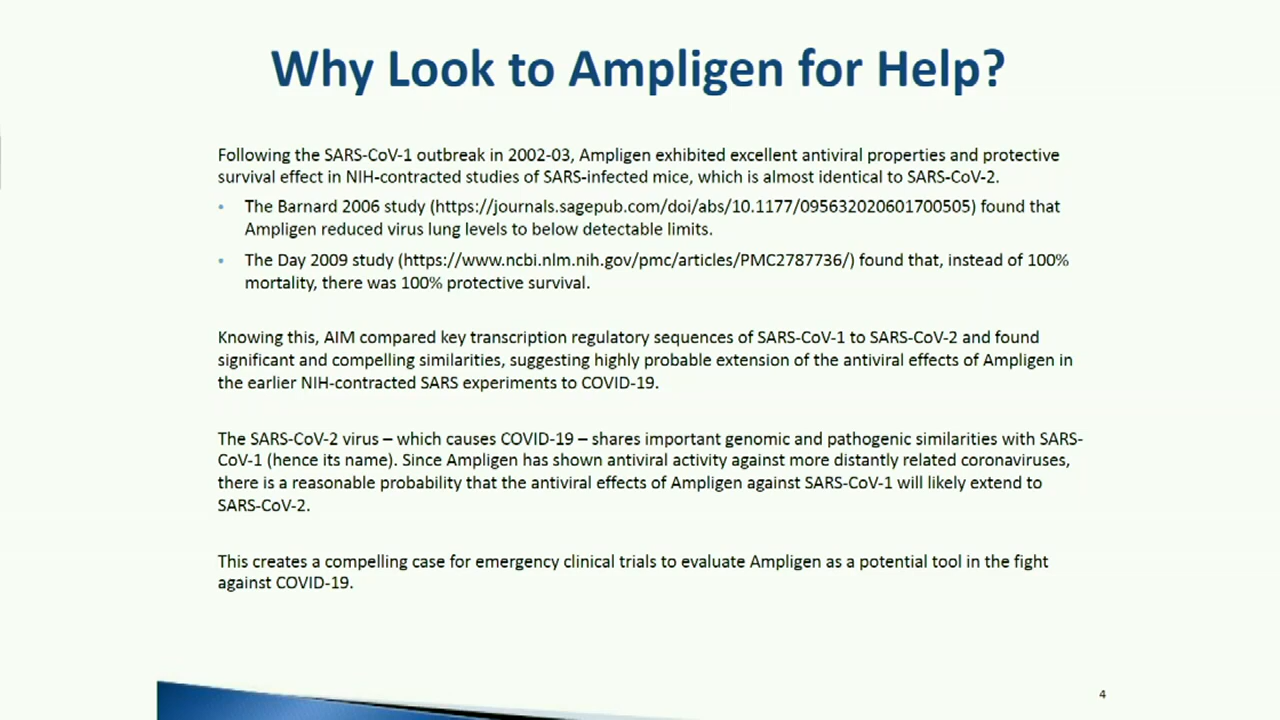 Why Look to Ampligen for Help?
Following the SARS-CoV-1 outbreak in 2002-03, Ampligen exhibited excellent antiviral properties and protective
survival effect in NIH-contracted studies of SARS-infected mice, which is almost identical to SARS-CoV-2.
• The Barnard 2006 study (https://journals.sagepub.com/doi/abs/10.1177/095632020601700505) found that
Ampligen reduced virus lung levels to below detectable limits.
• The Day 2009 study (https://www.ncbi.nlm.nih.gov/pmc/articles/PMC2787736/) found that, instead of 100%
mortality, there was 100% protective survival.
Knowing this, AIM compared key transcription regulatory sequences of SARS-CoV-1 to SARS-CoV-2 and found
significant and compelling similarities, suggesting highly probable extension of the antiviral effects of Ampligen in
the earlier NIH-contracted SARS experiments to COVID-19.
The SARS-CoV-2 virus – which causes COVID-19 – shares important genomic and pathogenic similarities with SARS-
CoV-1 (hence its name). Since Ampligen has shown antiviral activity against more distantly related coronaviruses,
there is a reasonable probability that the antiviral effects of Ampligen against SARS-CoV-1 will likely extend to
SARS-CoV-2.
This creates a compelling case for emergency clinical trials to evaluate Ampligen as a potential tool in the fight
against COVID-19.
4